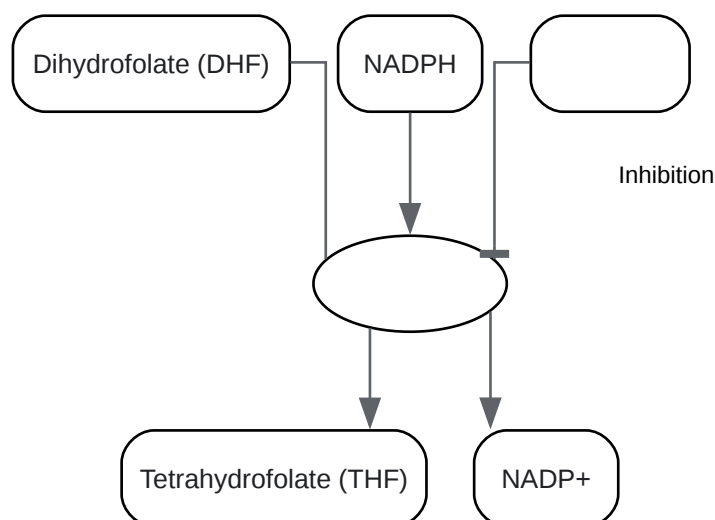 Dihydrofolate (DHF)
NADPH
Inhibition
Tetrahydrofolate (THF)
NADP+